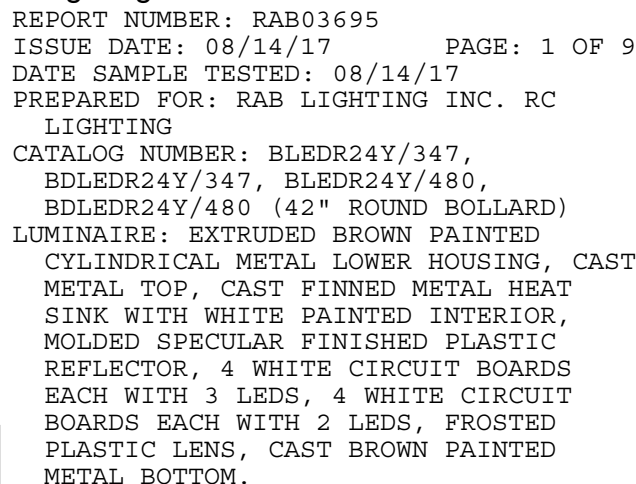 REPORT NUMBER: RAB03695
ISSUE DATE: 08/14/17 PAGE: 1 OF 9
DATE SAMPLE TESTED: 08/14/17
PREPARED FOR: RAB LIGHTING INC. RC
LIGHTING
CATALOG NUMBER: BLEDR24Y/347,
BDLEDR24Y/347, BLEDR24Y/480,
BDLEDR24Y/480 (42" ROUND BOLLARD)
LUMINAIRE: EXTRUDED BROWN PAINTED
CYLINDRICAL METAL LOWER HOUSING, CAST
METAL TOP, CAST FINNED METAL HEAT
SINK WITH WHITE PAINTED INTERIOR,
MOLDED SPECULAR FINISHED PLASTIC
REFLECTOR, 4 WHITE CIRCUIT BOARDS
EACH WITH 3 LEDS, 4 WHITE CIRCUIT
BOARDS EACH WITH 2 LEDS, FROSTED
PLASTIC LENS, CAST BROWN PAINTED
METAL BOTTOM.